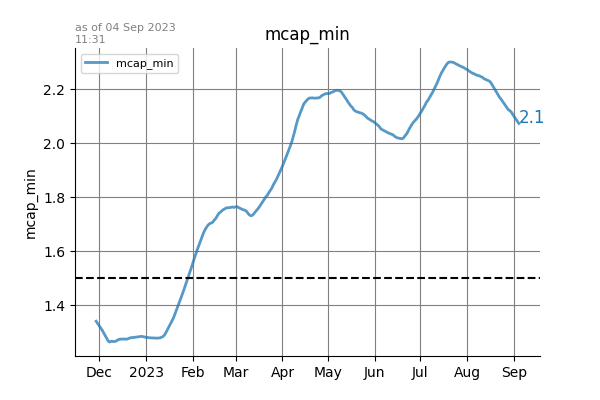 as of 04 Sep 2023
11:31
mcap_min
mcap_min
2.2
2.0
1.8
1.6
1.4
mcap_min
2.1
Dec 2023 Feb Mar Apr May Jun Jul Aug Sep